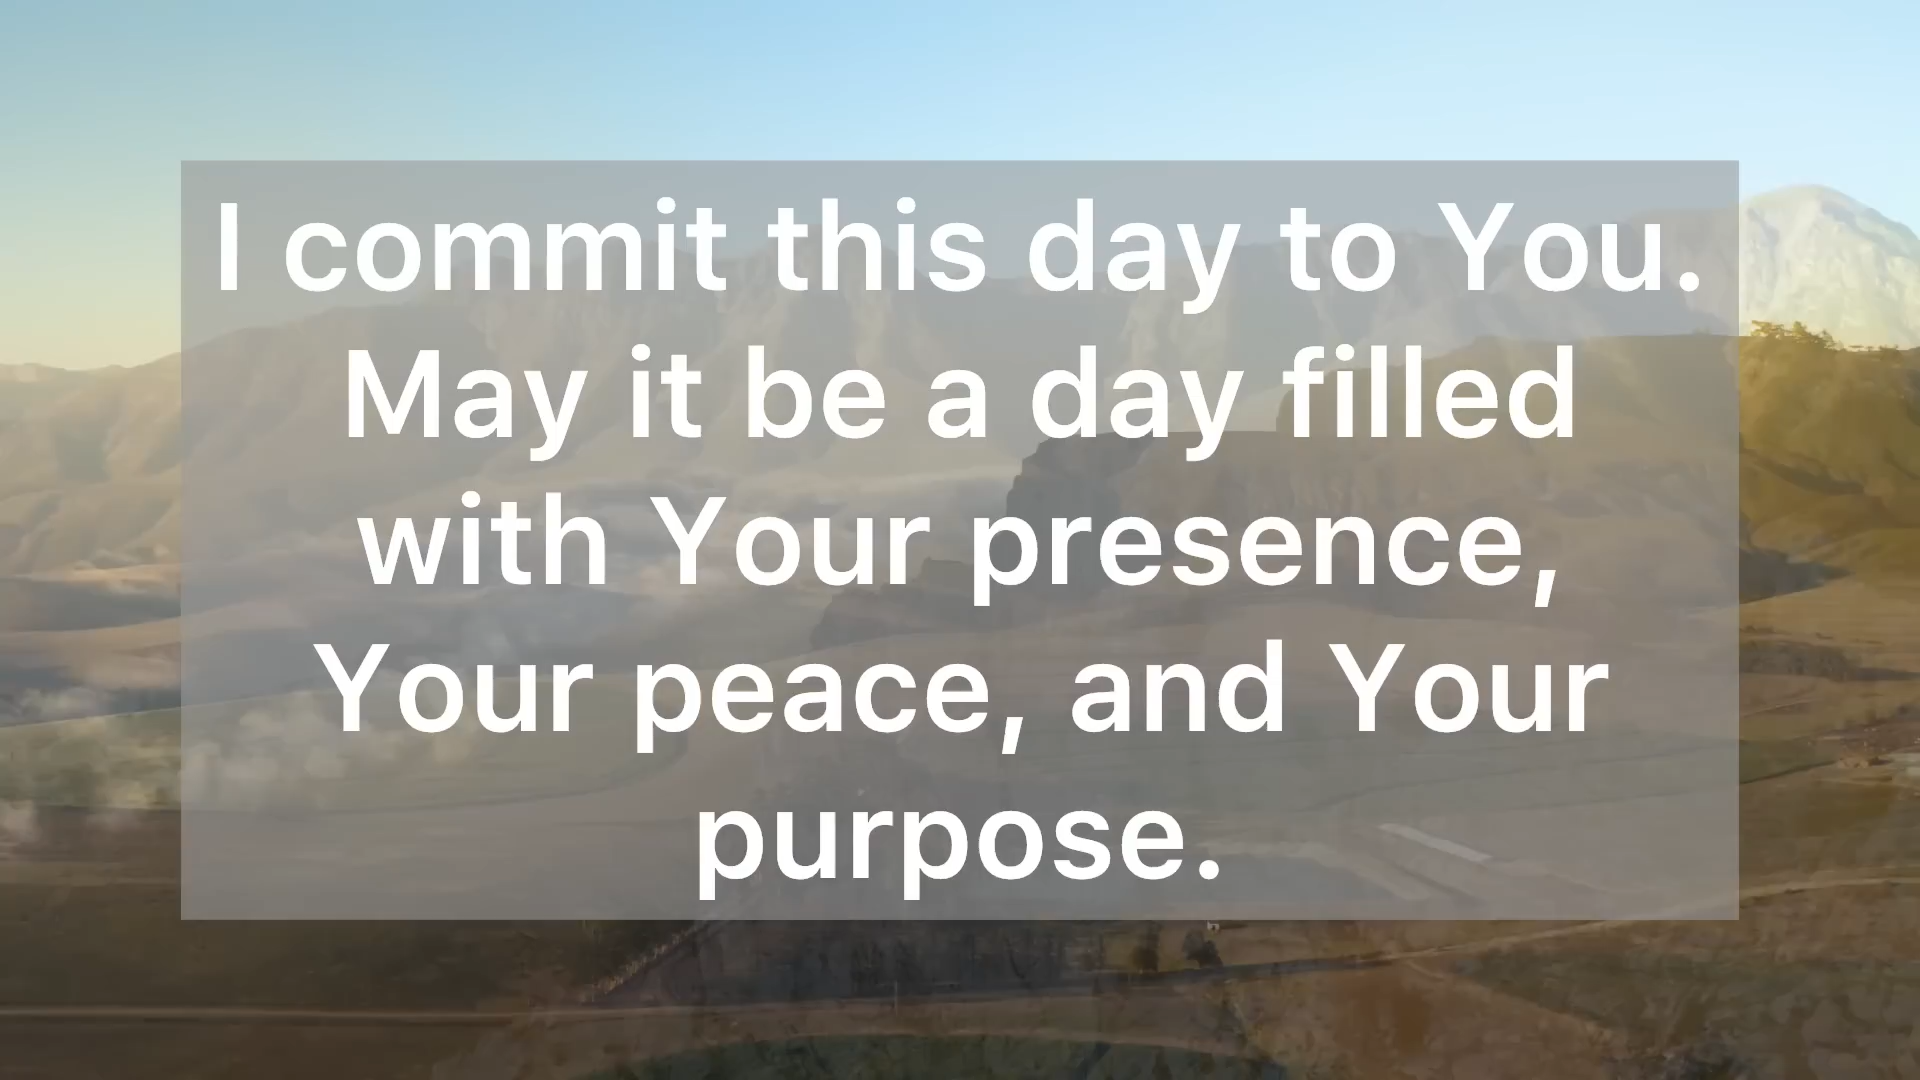 I commit this day to You.
May it be a day filled
with Your presence,
Your peace, and Your
purpose.